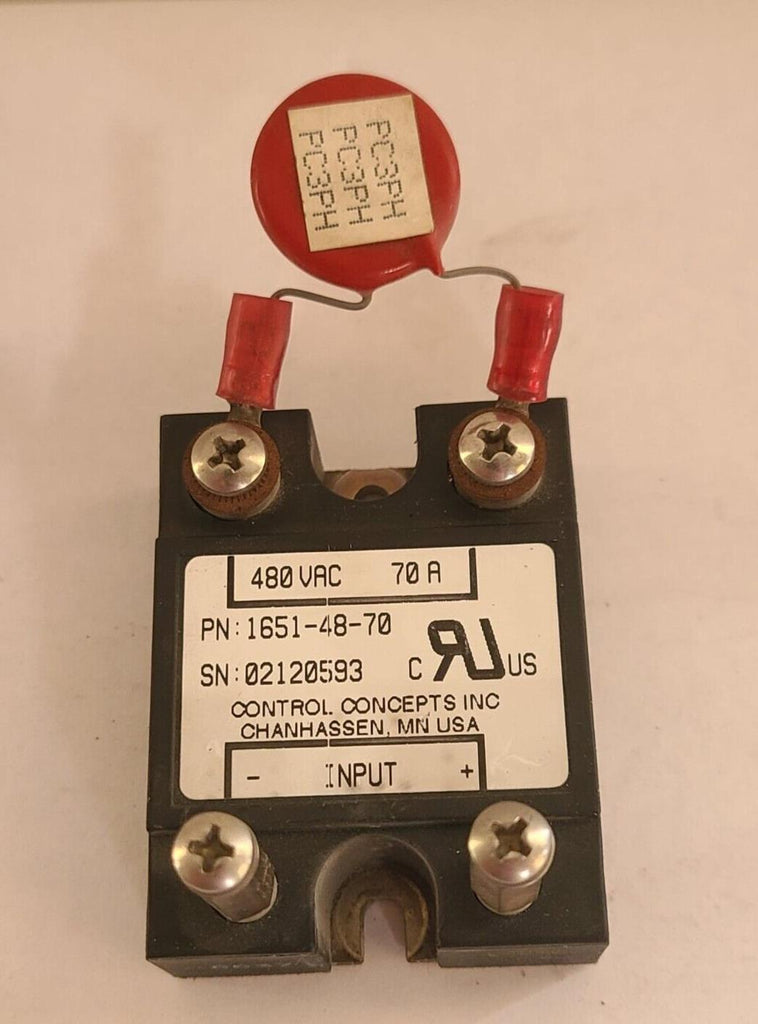 PC3PH
PC3PH
PC3PH
480 VAC 70 A
PN:1651-48-70
SN:02120593
C RU US
CONTROL CONCEPTS INC
CHANHASSEN, MN USA
- INPUT +